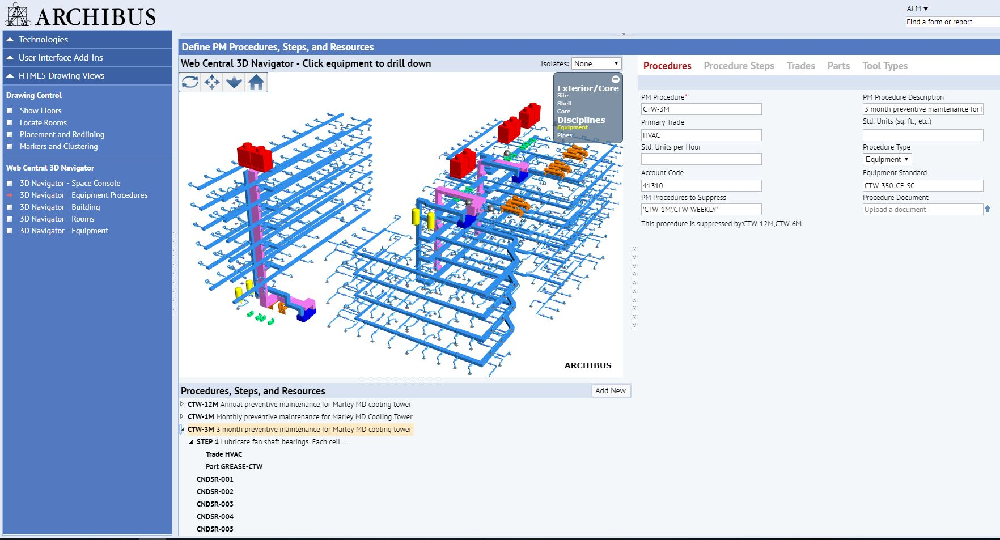 ARCHIBUS
AFM
Find a form or report
Technologies
User Interface Add-Ins
HTML5 Drawing Views
Drawing Control
Show Floors
Locate Rooms
Placement and Redlining
Markers and Clustering
Web Central 3D Navigator
3D Navigator - Space Console
3D Navigator - Equipment Procedures
3D Navigator - Building
3D Navigator - Rooms
3D Navigator - Equipment
Define PM Procedures, Steps, and Resources
Web Central 3D Navigator - Click equipment to drill down
Isolates: None
Exterior/Core
Site
Shell
Core
Disciplines
Equipment
Pipes
ARCHIBUS
Procedures, Steps, and Resources
Add New
CTW-12M Annual preventive maintenance for Marley MD cooling tower
CTW-1M Monthly preventive maintenance for Marley MD Cooling Tower
CTW-3M 3 month preventive maintenance for Marley MD cooling tower
STEP 1 Lubricate fan shaft bearings. Each cell ...
Trade HVAC
Part GREASE-CTW
CNDSR-001
CNDSR-002
CNDSR-003
CNDSR-004
CNDSR-005
Procedures Procedure Steps Trades Parts Tool Types
PM Procedure*
CTW-3M
PM Procedure Description
3 month preventive maintenance for
Primary Trade
HVAC
Std. Units (sq. ft., etc.)
Std. Units per Hour
Procedure Type
Equipment
Account Code
41310
Equipment Standard
CTW-350-CF-SC
PM Procedures to Suppress
'CTW-1M','CTW-WEEKLY'
Procedure Document
Upload a document
This procedure is suppressed by:CTW-12M,CTW-6M